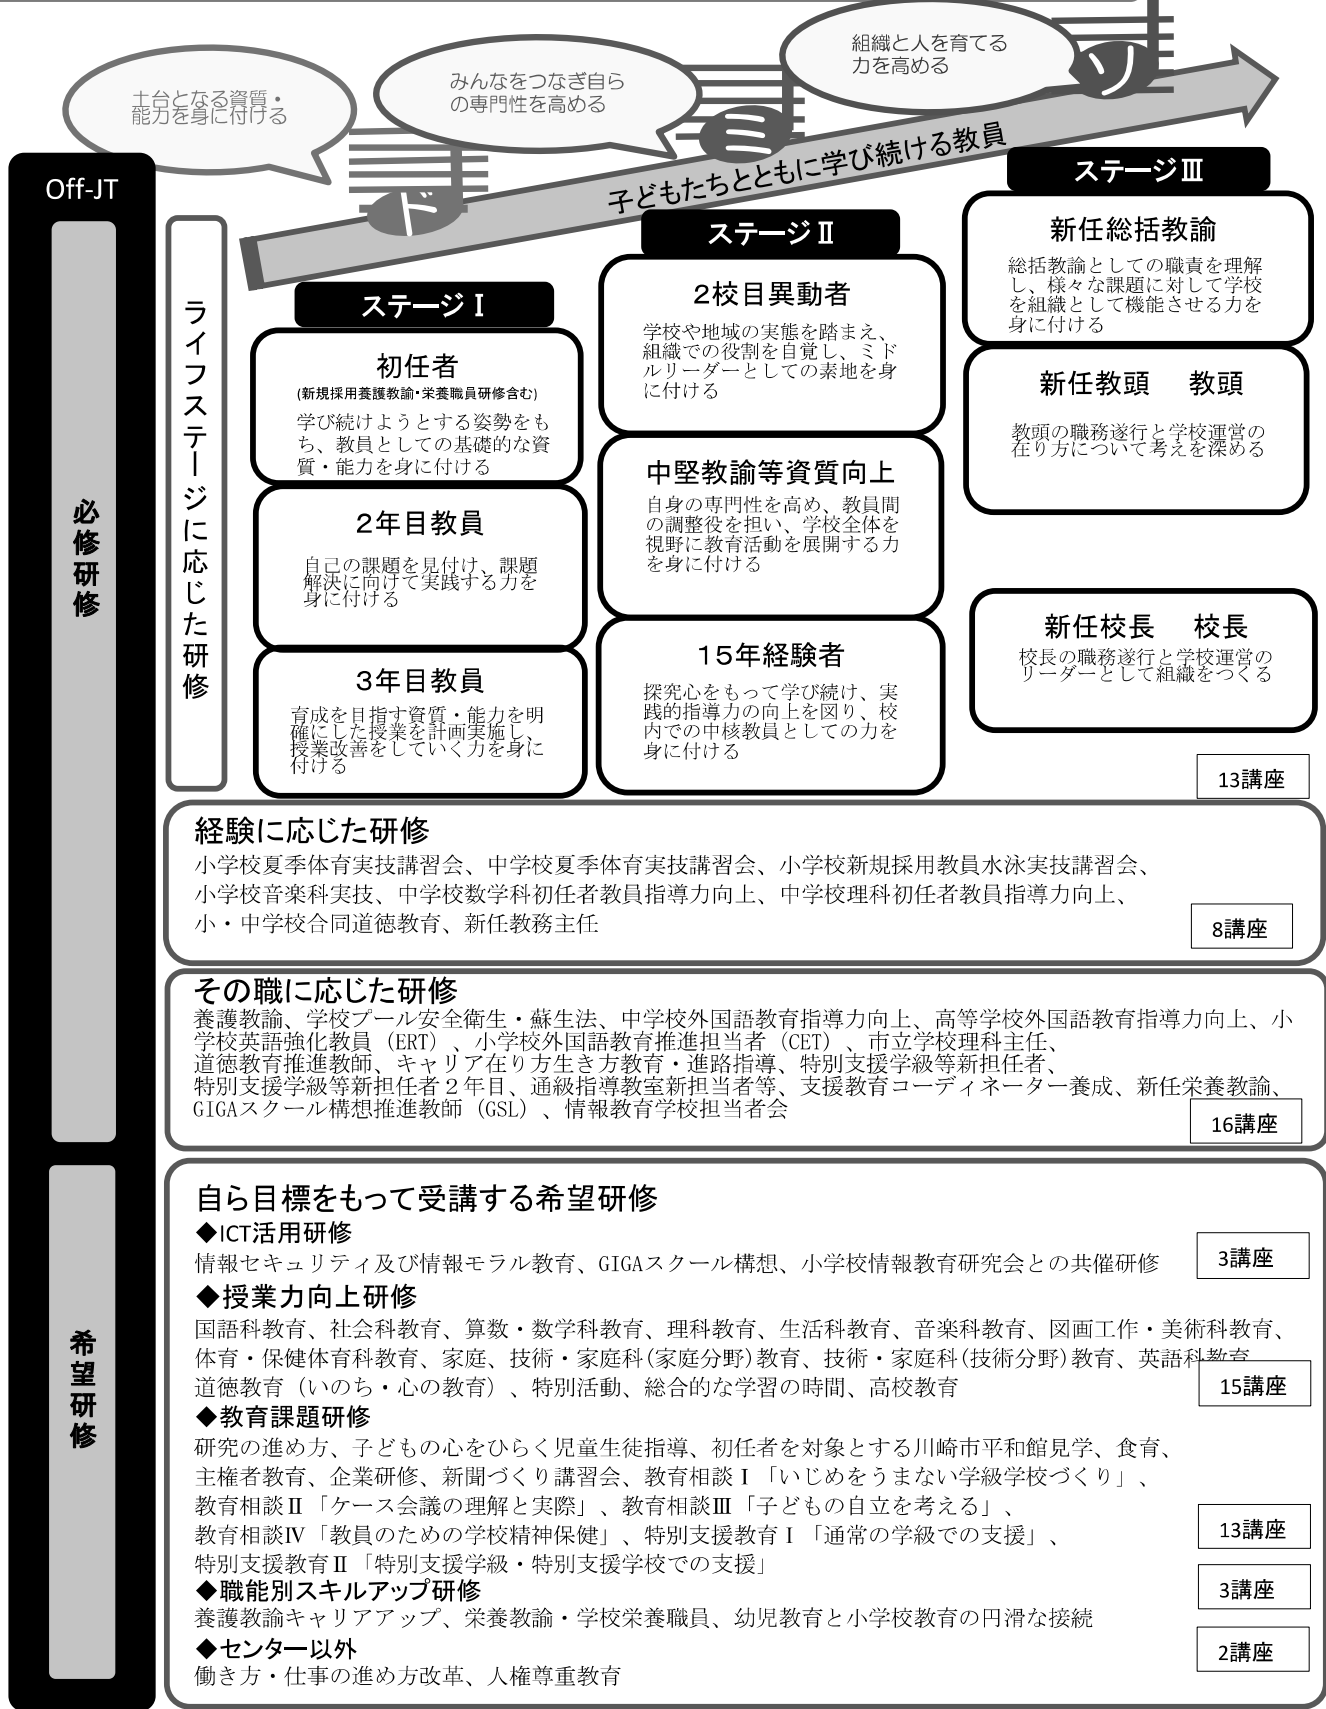 組織と人を育てる
力を高める
みんなをつなぎ自ら
の専門性を高める
土台となる資質・
能力を身に付ける
ド
ミ
ソ
子どもたちとともに学び続ける教員
Off-JT
必修研修
ライフステージに応じた研修
ステージⅠ
初任者
(新規採用養護教諭・栄養職員研修含む)
学び続けようとする姿勢をも
ち、教員としての基礎的な資
質・能力を身に付ける
2年目教員
自己の課題を見付け、課題
解決に向けて実践する力を
身に付ける
3年目教員
育成を目指す資質・能力を明
確にした授業を計画実施し、
授業改善をしていく力を身に
付ける
ステージⅡ
2校目異動者
学校や地域の実態を踏まえ、
組織での役割を自覚し、ミド
ルリーダーとしての素地を身
に付ける
中堅教諭等資質向上
自身の専門性を高め、教員間
の調整役を担い、学校全体を
視野に教育活動を展開する力
を身に付ける
15年経験者
探究心をもって学び続け、実
践的指導力の向上を図り、校
内での中核教員としての力を
身に付ける
ステージⅢ
新任総括教諭
総括教諭としての職責を理解
し、様々な課題に対して学校
を組織として機能させる力を
身に付ける
新任教頭　教頭
教頭の職務遂行と学校運営の
在り方について考えを深める
新任校長　校長
校長の職務遂行と学校運営の
リーダーとして組織をつくる
13講座
経験に応じた研修
小学校夏季体育実技講習会、中学校夏季体育実技講習会、小学校新規採用教員水泳実技講習会、
小学校音楽科実技、中学校数学科初任者教員指導力向上、中学校理科初任者教員指導力向上、
小・中学校合同道徳教育、新任教務主任
8講座
その職に応じた研修
養護教諭、学校プール安全衛生・蘇生法、中学校外国語教育指導力向上、高等学校外国語教育指導力向上、小
学校英語強化教員（ERT）、小学校外国語教育推進担当者（CET）、市立学校理科主任、
道徳教育推進教師、キャリア在り方生き方教育・進路指導、特別支援学級等新担任者、
特別支援学級等新担任者２年目、通級指導教室新担当者等、支援教育コーディネーター養成、新任栄養教諭、
GIGAスクール構想推進教師（GSL）、情報教育学校担当者会
16講座
希望研修
自ら目標をもって受講する希望研修
◆ICT活用研修
情報セキュリティ及び情報モラル教育、GIGAスクール構想、小学校情報教育研究会との共催研修
3講座
◆授業力向上研修
国語科教育、社会科教育、算数・数学科教育、理科教育、生活科教育、音楽科教育、図画工作・美術科教育、
体育・保健体育科教育、家庭、技術・家庭科(家庭分野)教育、技術・家庭科(技術分野)教育、英語科教育
道徳教育（いのち・心の教育）、特別活動、総合的な学習の時間、高校教育
15講座
◆教育課題研修
研究の進め方、子どもの心をひらく児童生徒指導、初任者を対象とする川崎市平和館見学、食育、
主権者教育、企業研修、新聞づくり講習会、教育相談Ⅰ「いじめをうまない学級学校づくり」、
教育相談Ⅱ「ケース会議の理解と実際」、教育相談Ⅲ「子どもの自立を考える」、
教育相談Ⅳ「教員のための学校精神保健」、特別支援教育Ⅰ「通常の学級での支援」、
特別支援教育Ⅱ「特別支援学級・特別支援学校での支援」
13講座
◆職能別スキルアップ研修
養護教諭キャリアアップ、栄養教諭・学校栄養職員、幼児教育と小学校教育の円滑な接続
3講座
◆センター以外
働き方・仕事の進め方改革、人権尊重教育
2講座